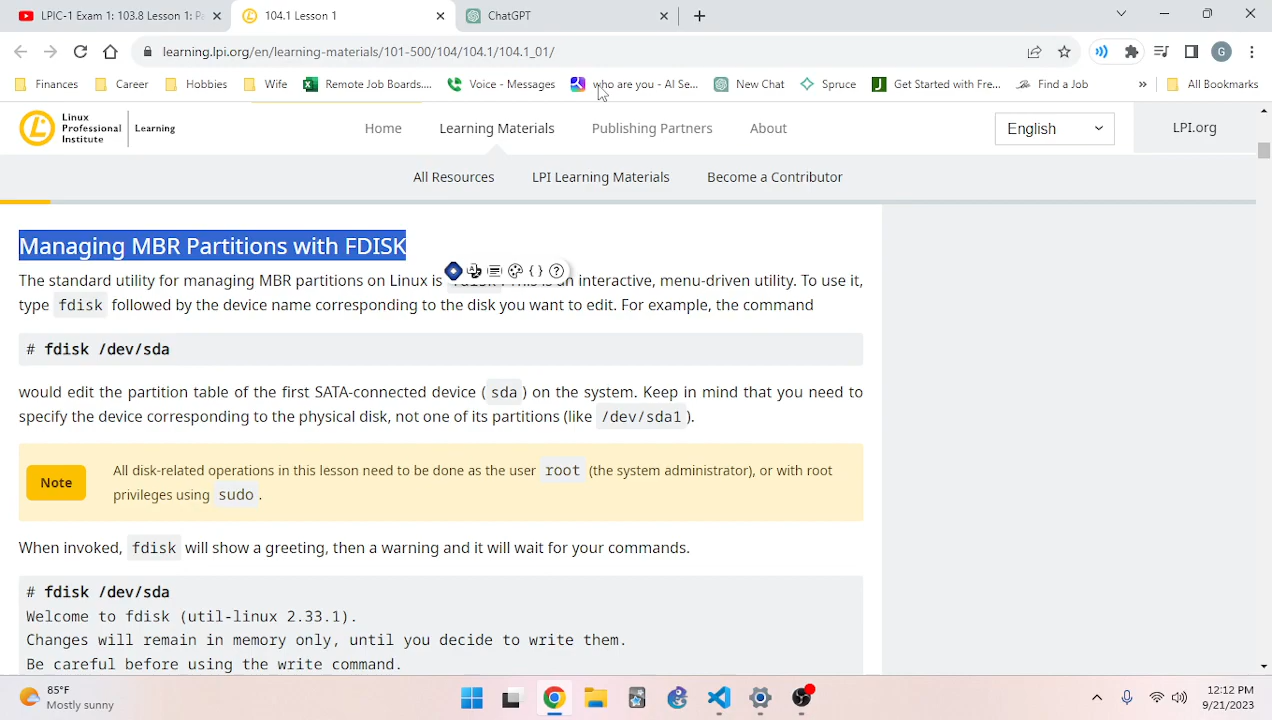 LPIC-1 Exam 1: 103.8 Lesson 1: Pa
104.1 Lesson 1
ChatGPT
learning.lpi.org/en/learning-materials/101-500/104/104.1/104.1_01/
G
Finances
Career
Hobbies
Wife
Remote Job Boards....
Voice - Messages
who are you - AI Se...
New Chat
Spruce
Get Started with Fre...
Find a Job
»
All Bookmarks
Linux
Professional
Institute
Learning
Home
Learning Materials
Publishing Partners
About
English
LPI.org
All Resources
LPI Learning Materials
Become a Contributor
Managing MBR Partitions with FDISK
The standard utility for managing MBR partitions on Linux is fdisk. This is an interactive, menu-driven utility. To use it,
type fdisk followed by the device name corresponding to the disk you want to edit. For example, the command
# fdisk /dev/sda
would edit the partition table of the first SATA-connected device (sda) on the system. Keep in mind that you need to
specify the device corresponding to the physical disk, not one of its partitions (like /dev/sda1).
Note
All disk-related operations in this lesson need to be done as the user root (the system administrator), or with root
privileges using sudo.
When invoked, fdisk will show a greeting, then a warning and it will wait for your commands.
# fdisk /dev/sda
Welcome to fdisk (util-linux 2.33.1).
Changes will remain in memory only, until you decide to write them.
Be careful before using the write command.
85°F
Mostly sunny
12:12 PM
9/21/2023